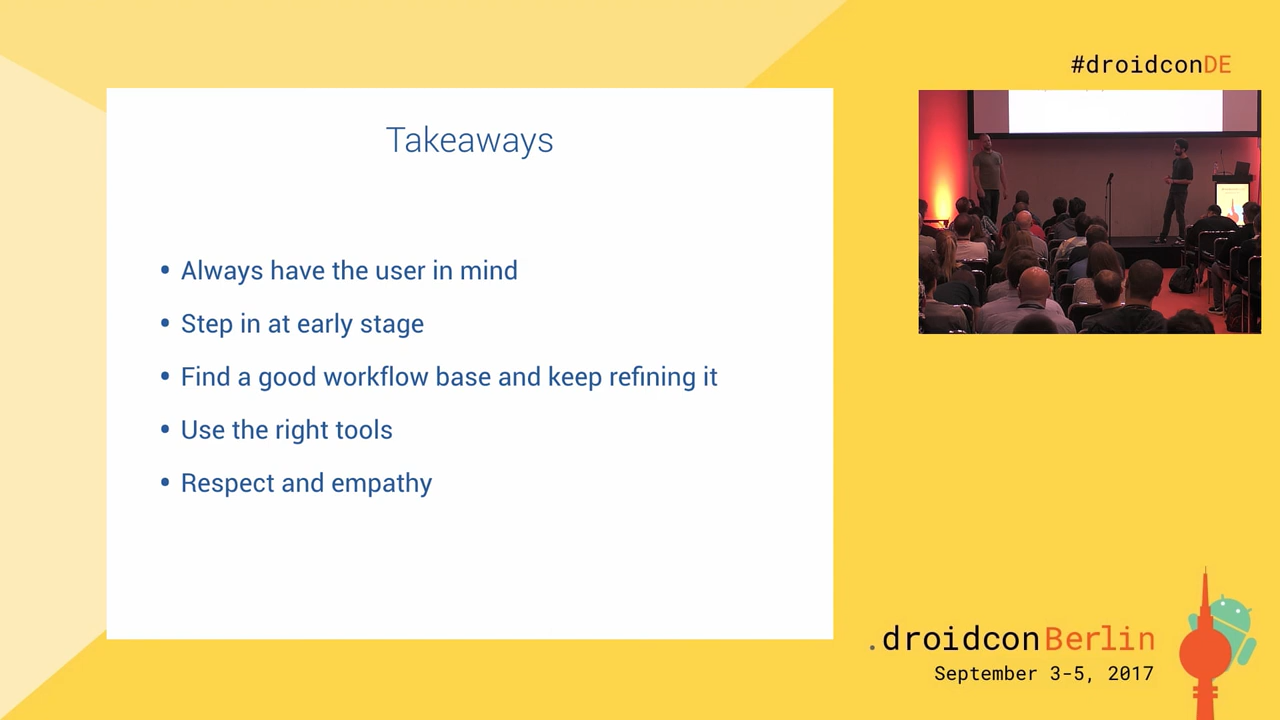 #droidconDE
Takeaways
• Always have the user in mind
• Step in at early stage
• Find a good workflow base and keep refining it
• Use the right tools
• Respect and empathy
.droidconBerlin
September 3-5, 2017